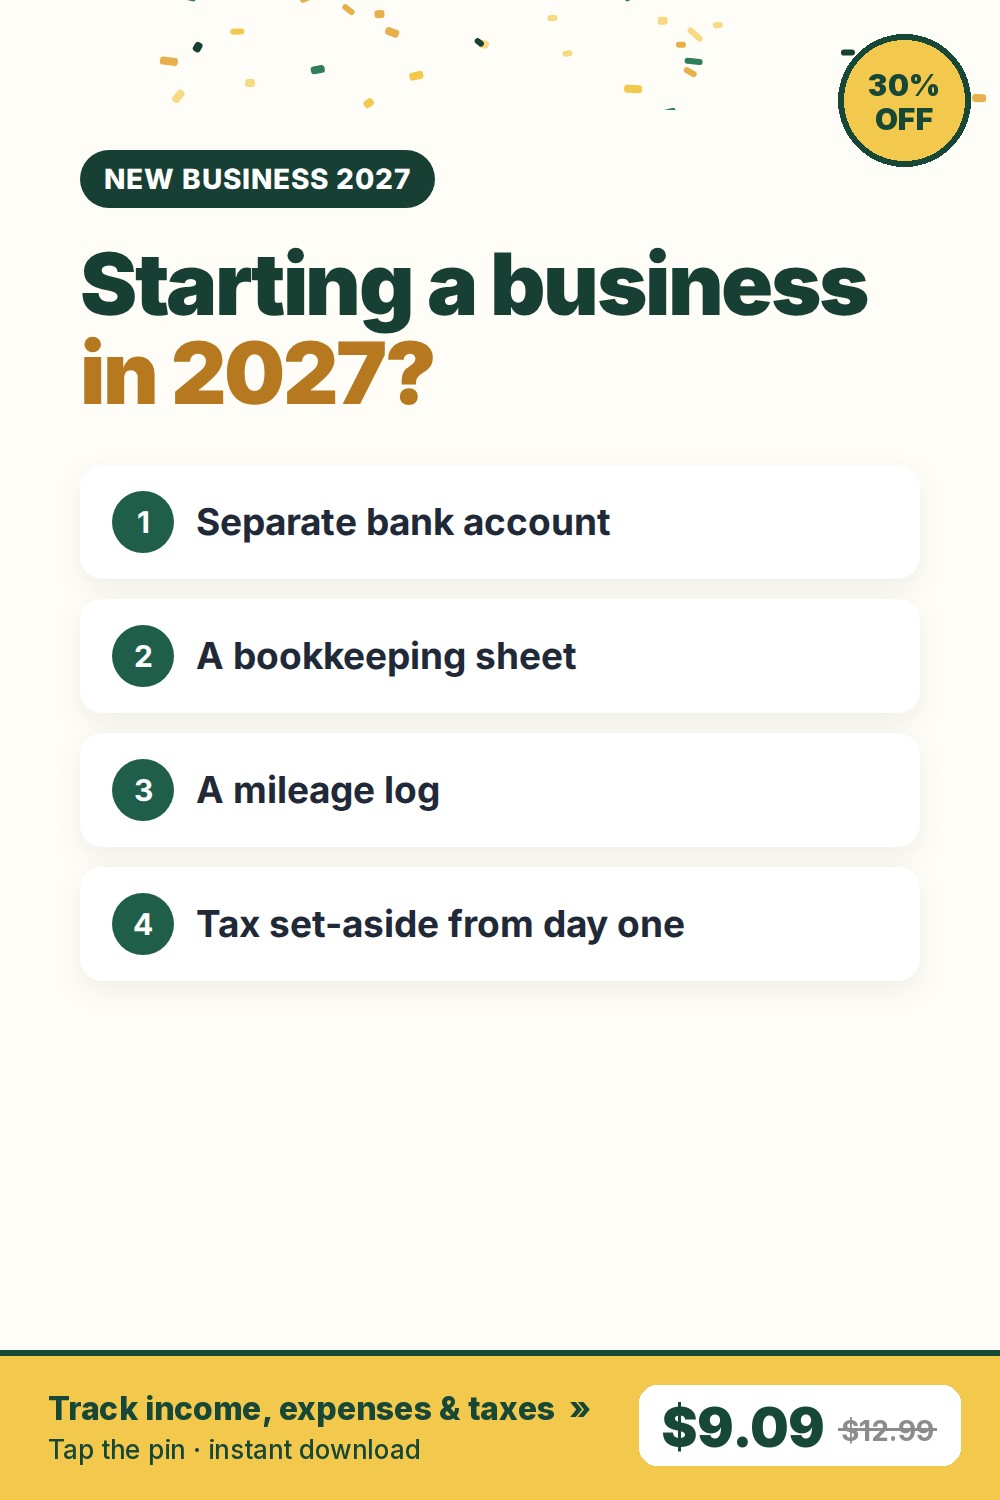 30%
OFF
NEW BUSINESS 2027
Starting a business
in 2027?
1 Separate bank account
2 A bookkeeping sheet
3 A mileage log
4 Tax set-aside from day one
Track income, expenses & taxes »
Tap the pin · instant download
$9.09 $12.99